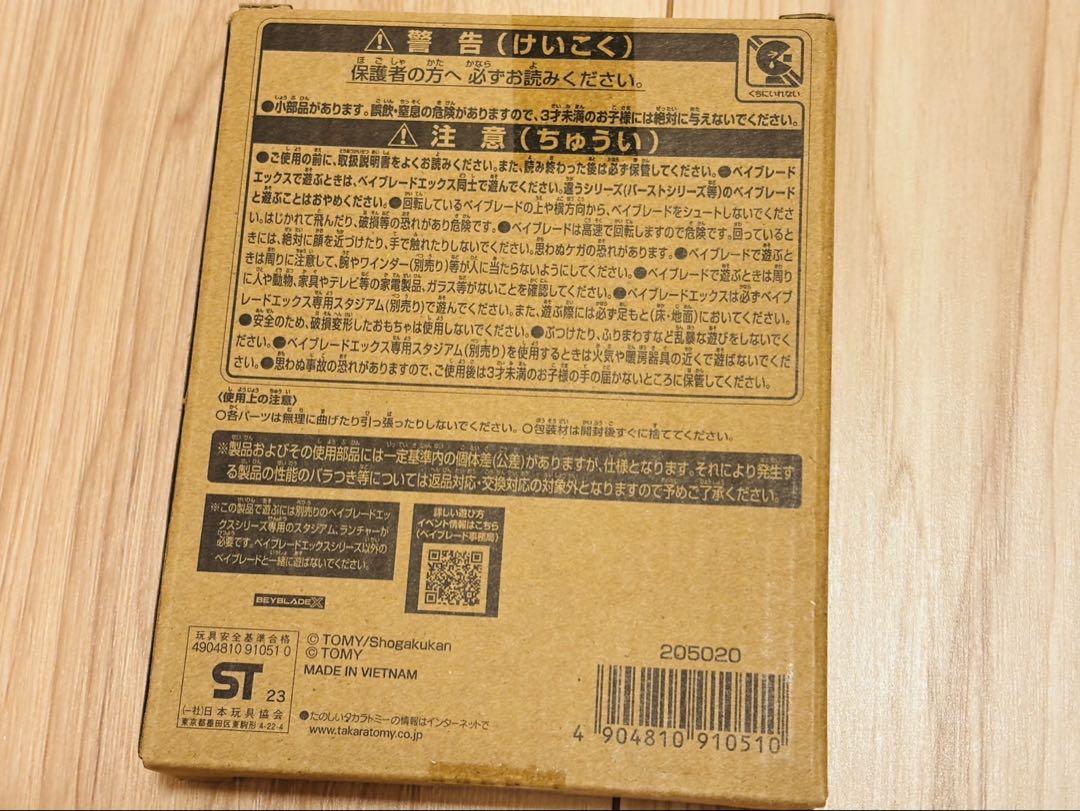 ⚠警告(けいこく)
保護者の方へ 必ずお読みください。
くちにいれない
●小部品があります。誤飲・窒息の危険がありますので、3才未満のお子様には絶対に与えないでください。
⚠注意(ちゅうい)
●ご使用の前に、取扱説明書をよくお読みください。また、読み終わった後は必ず保管してください。●ベイブレード
エックスで遊ぶときは、ベイブレードエックス同士で遊んでください。違うシリーズ(バーストシリーズ等)のベイブレード
と遊ぶことはおやめください。●回転しているベイブレードの上や横方向から、ベイブレードをシュートしないでくださ
い。はじかれて飛んだり、破損等の恐れがあり危険です。●ベイブレードは高速で回転しますので危険です。回っていると
きには、絶対に顔を近づけたり、手で触れたりしないでください。思わぬケガの恐れがあります。●ベイブレードで遊ぶと
きは周りに注意して、腕やワインダー(別売り)等が人に当たらないようにしてください。●ベイブレードで遊ぶときは周り
に人や動物、家具やテレビ等の家電製品、ガラス等がないことを確認してください。●ベイブレードエックスは必ずベイブ
レードエックス専用スタジアム(別売り)で遊んでください。また、遊ぶ際には必ず足もと(床・地面)においてください。
●安全のため、破損変形したおもちゃは使用しないでください。●ぶつけたり、ふりまわすなど乱暴な遊びをしないでく
ださい。●ベイブレードエックス専用スタジアム(別売り)を使用するときは火気や暖房器具の近くで遊ばないでくだ
さい。●思わぬ事故の恐れがありますので、ご使用後は3才未満のお子様の手の届かないところに保管してください。
〈使用上の注意〉
○各パーツは無理に曲げたり引っ張ったりしないでください。○包装材は開封後すぐに捨ててください。
※製品およびその使用部品には一定基準内の個体差(公差)がありますが、仕様となります。それにより発生す
る製品の性能のバラつき等については返品対応・交換対応の対象外となりますので予めご了承ください。
※この製品で遊ぶには別売りのベイブレードエッ
クスシリーズ専用のスタジアム、ランチャーが
必要です。ベイブレードエックスシリーズ以外の
ベイブレードと一緒に遊ばないでください。
詳しい遊び方
イベント情報はこちら
(ベイブレード事務局)
BEYBLADE X
玩具安全基準合格
4904810 91051 0
ST 23
(一社)日本玩具協会
東京都墨田区東駒形 4-22-4
© TOMY/Shogakukan
© TOMY
MADE IN VIETNAM
●たのしいタカラトミーの情報はインターネットで
www.takaratomy.co.jp
205020
4 904810 910510